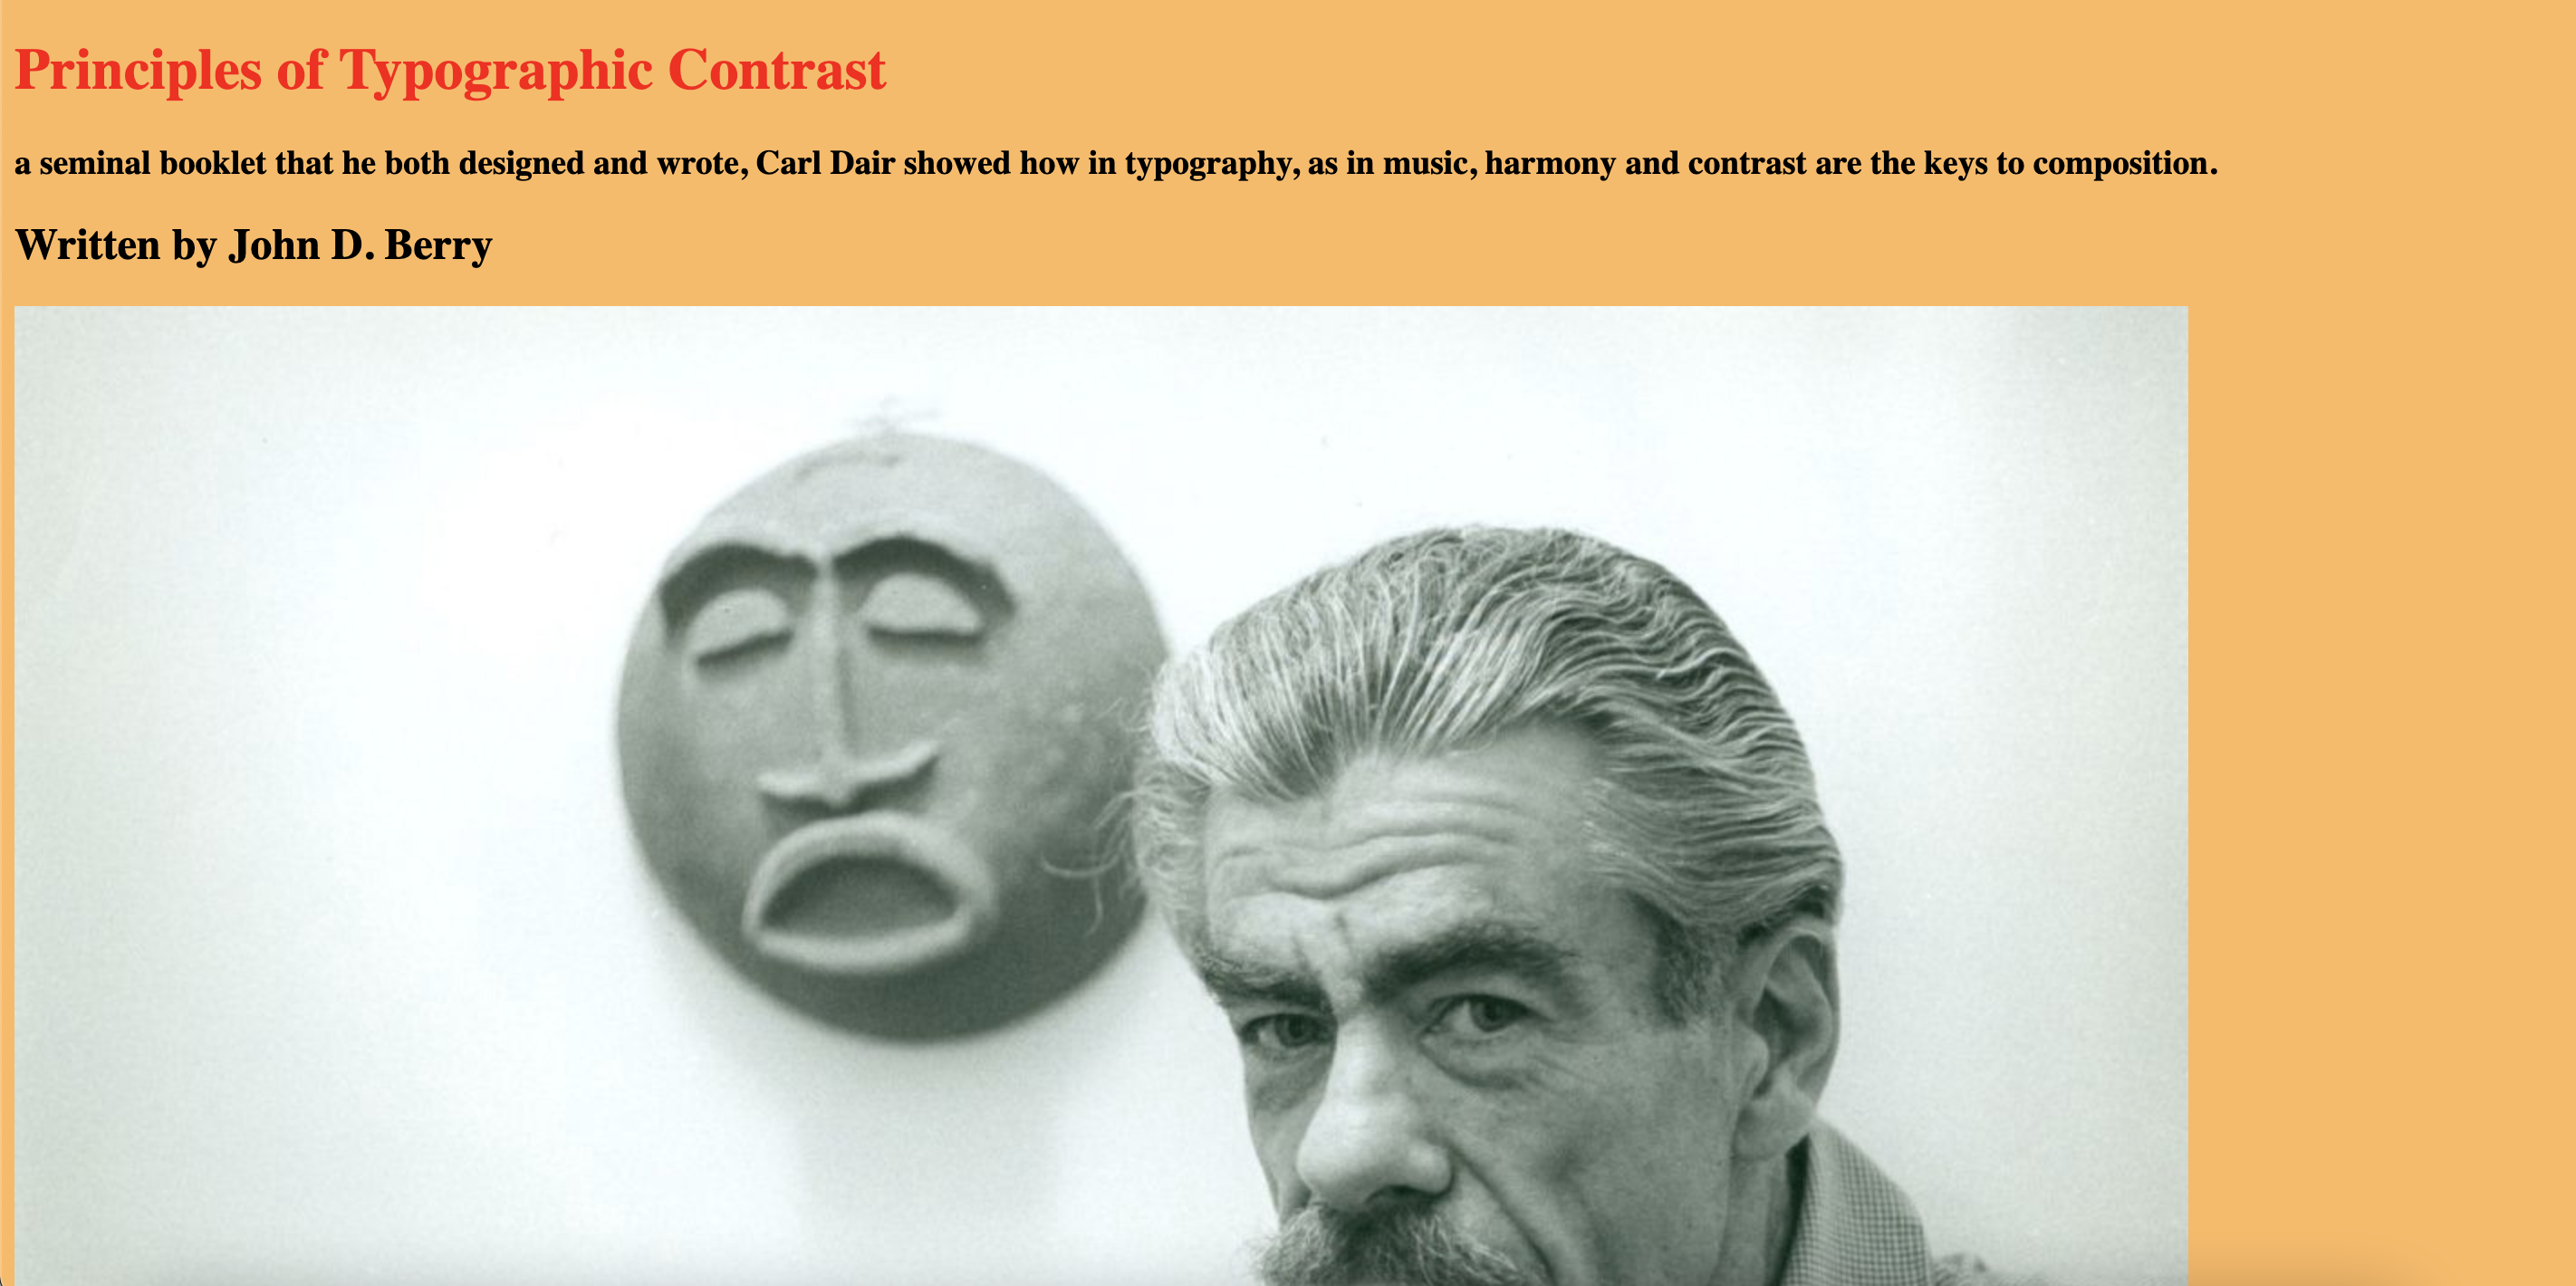 Principles of Typographic Contrast
a seminal booklet that he both designed and wrote, Carl Dair showed how in typography, as in music, harmony and contrast are the keys to composition.
Written by John D. Berry